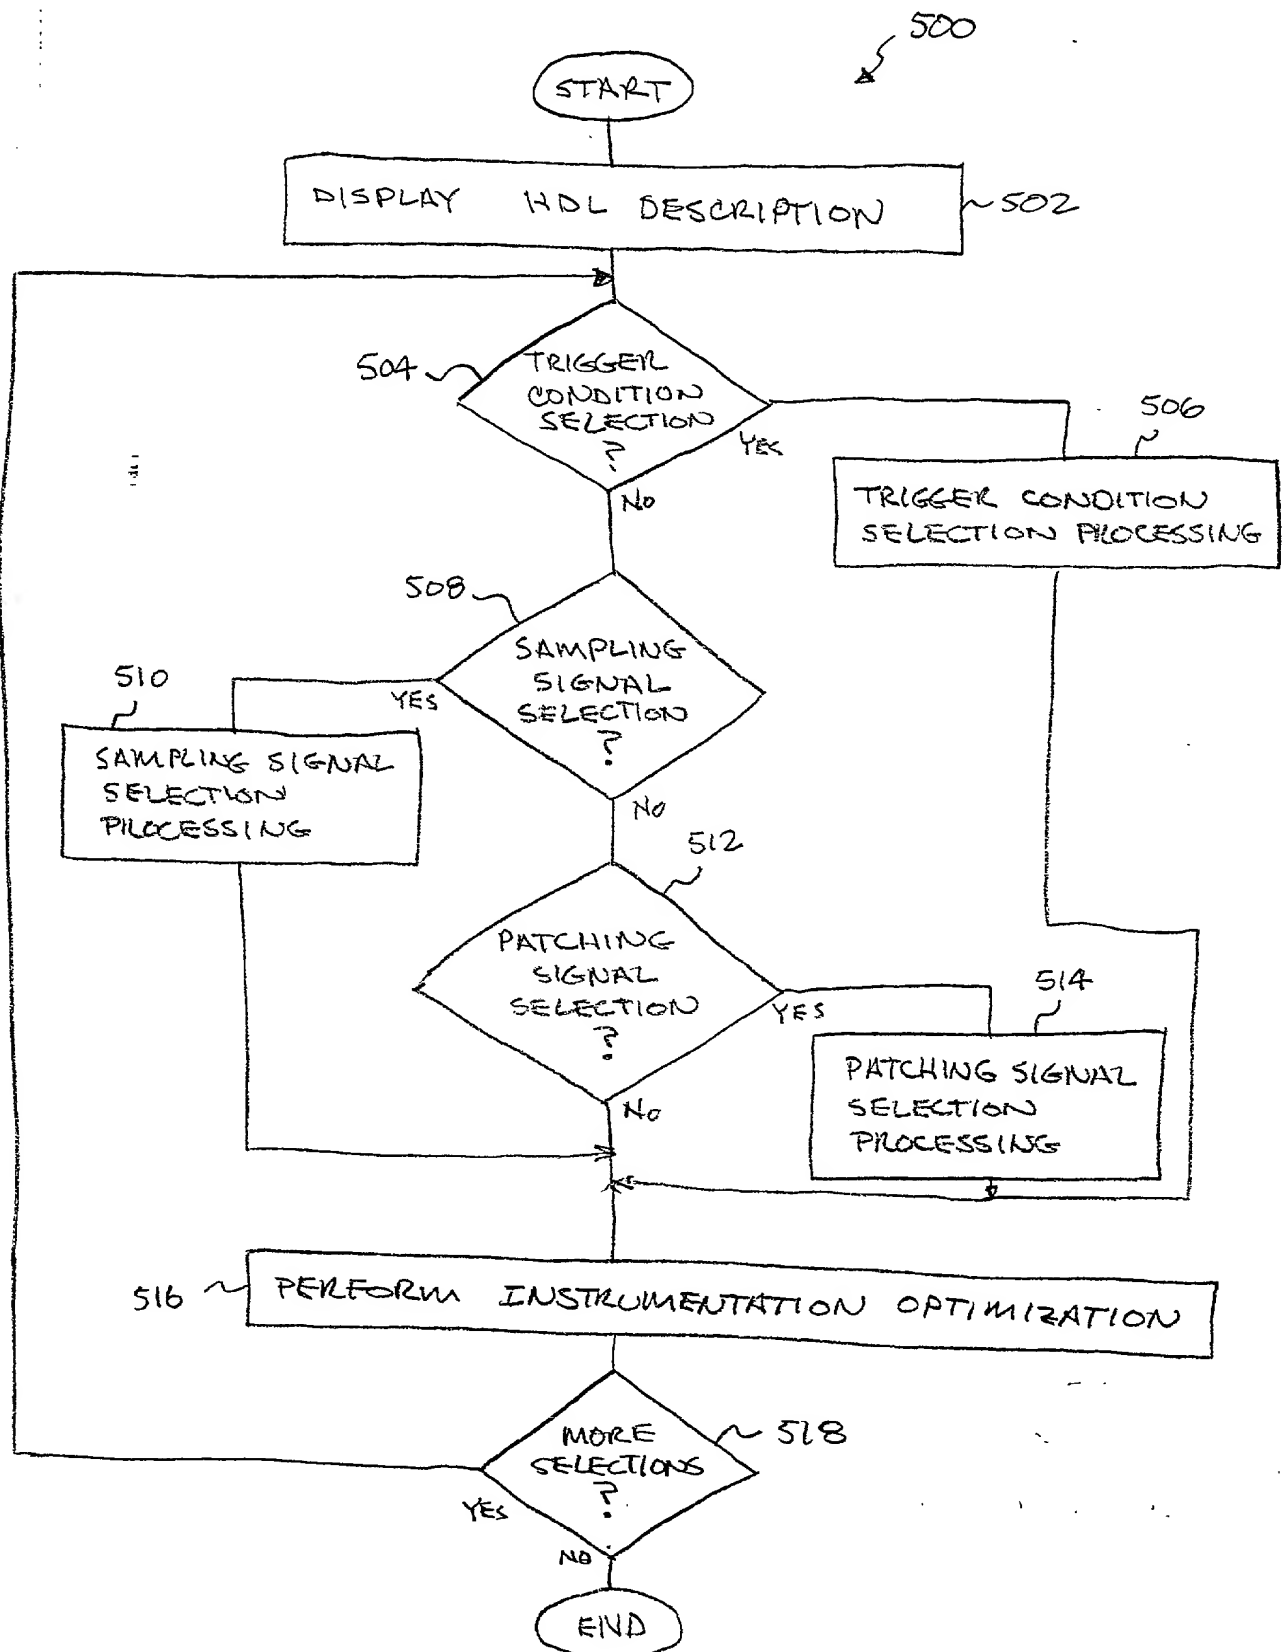 500
START
DISPLAY HDL DESCRIPTION
502
504
TRIGGER
CONDITION
SELECTION
?
YES
NO
506
TRIGGER CONDITION
SELECTION PROCESSING
508
SAMPLING
SIGNAL
SELECTION
?
YES
NO
510
SAMPLING SIGNAL
SELECTION
PROCESSING
512
PATCHING
SIGNAL
SELECTION
?
YES
NO
514
PATCHING SIGNAL
SELECTION
PROCESSING
516
PERFORM INSTRUMENTATION OPTIMIZATION
518
MORE
SELECTIONS
?
YES
NO
END